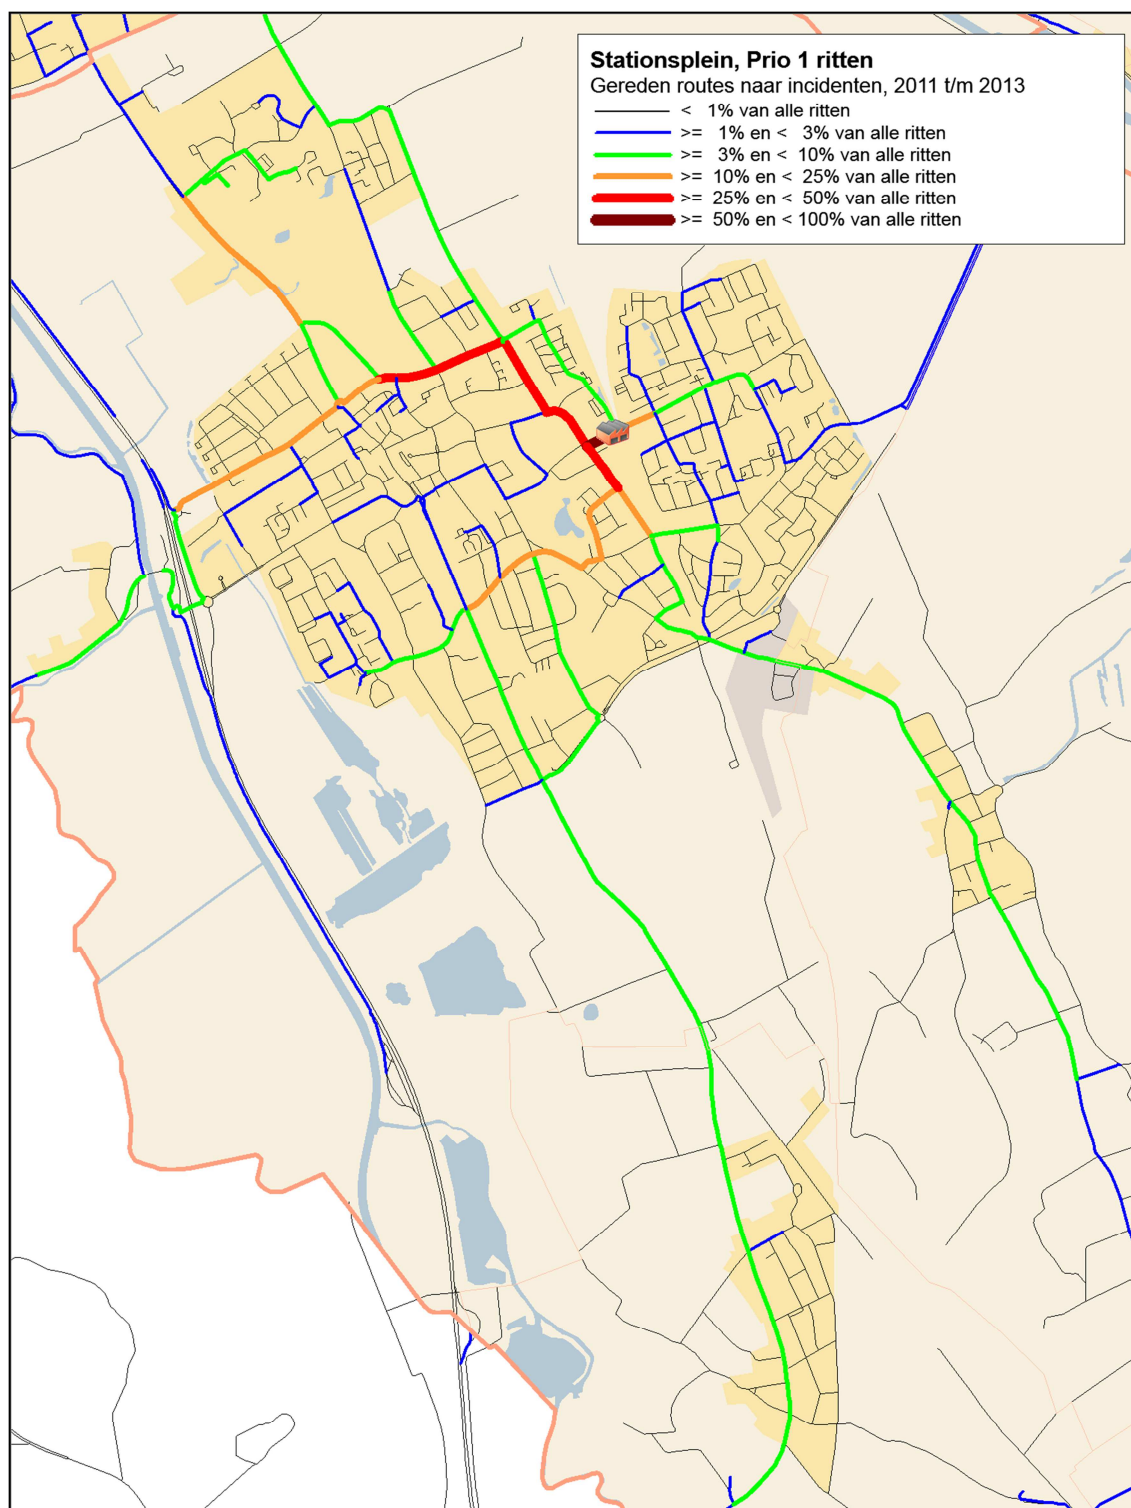 Stationsplein, Prio 1 ritten
Gereden routes naar incidenten, 2011 t/m 2013
< 1% van alle ritten
>= 1% en < 3% van alle ritten
>= 3% en < 10% van alle ritten
>= 10% en < 25% van alle ritten
>= 25% en < 50% van alle ritten
>= 50% en < 100% van alle ritten